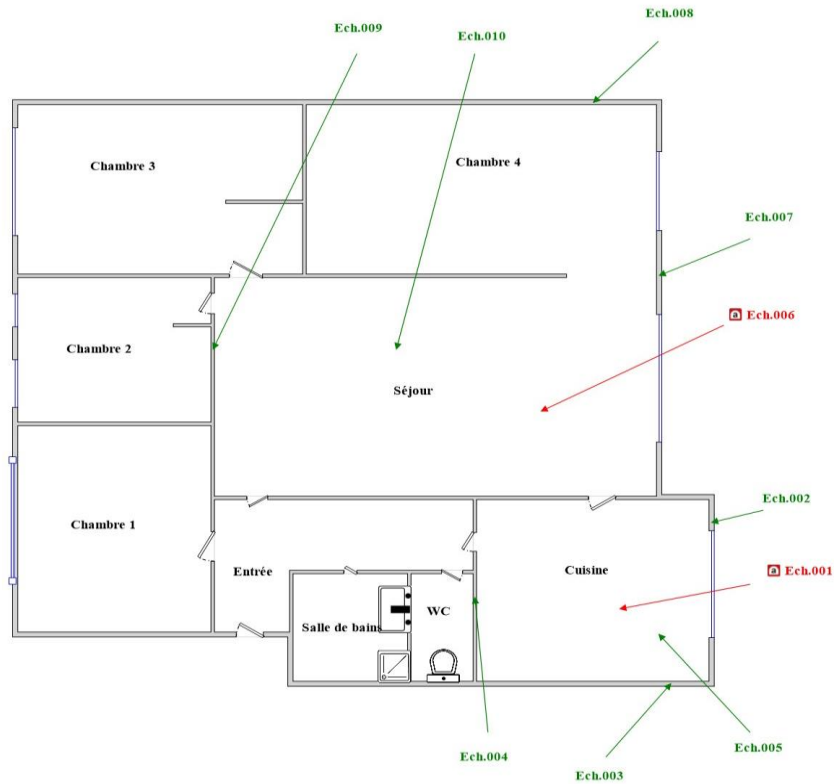 Ech.008
Ech.009
Ech.010
Chambre 3
Chambre 4
Ech.007
a Ech.006
Chambre 2
Séjour
Ech.002
Chambre 1
Entrée
Cuisine
a Ech.001
WC
Salle de bains
Ech.004
Ech.005
Ech.003